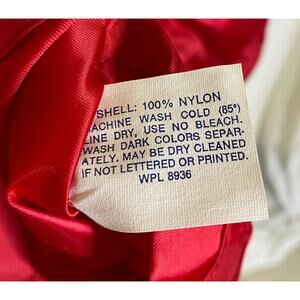 SHELL: 100% NYLON
MACHINE WASH COLD (85°)
LINE DRY, USE NO BLEACH.
WASH DARK COLORS SEPAR-
ATELY. MAY BE DRY CLEANED
IF NOT LETTERED OR PRINTED.
WPL 8936